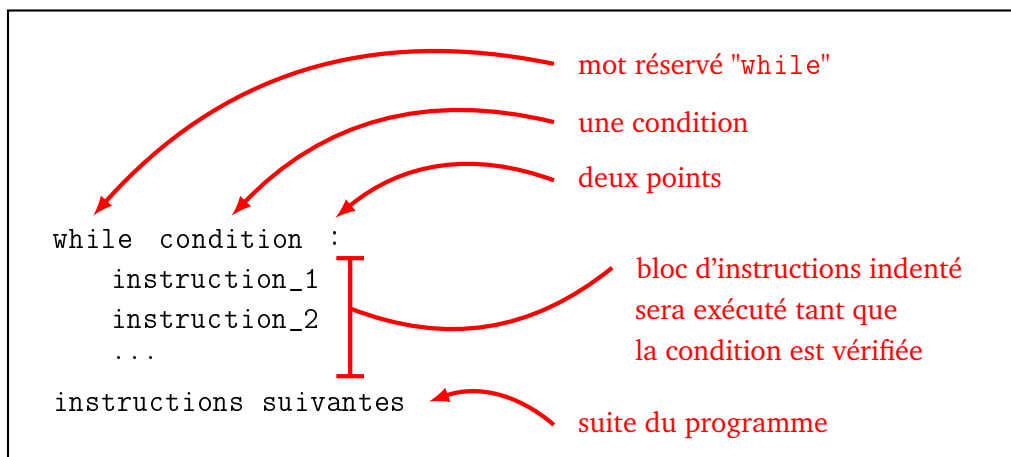 mot réservé "while"
une condition
deux points
while condition :
instruction_1
instruction_2
...
bloc d'instructions indenté
sera exécuté tant que
la condition est vérifiée
instructions suivantes
suite du programme